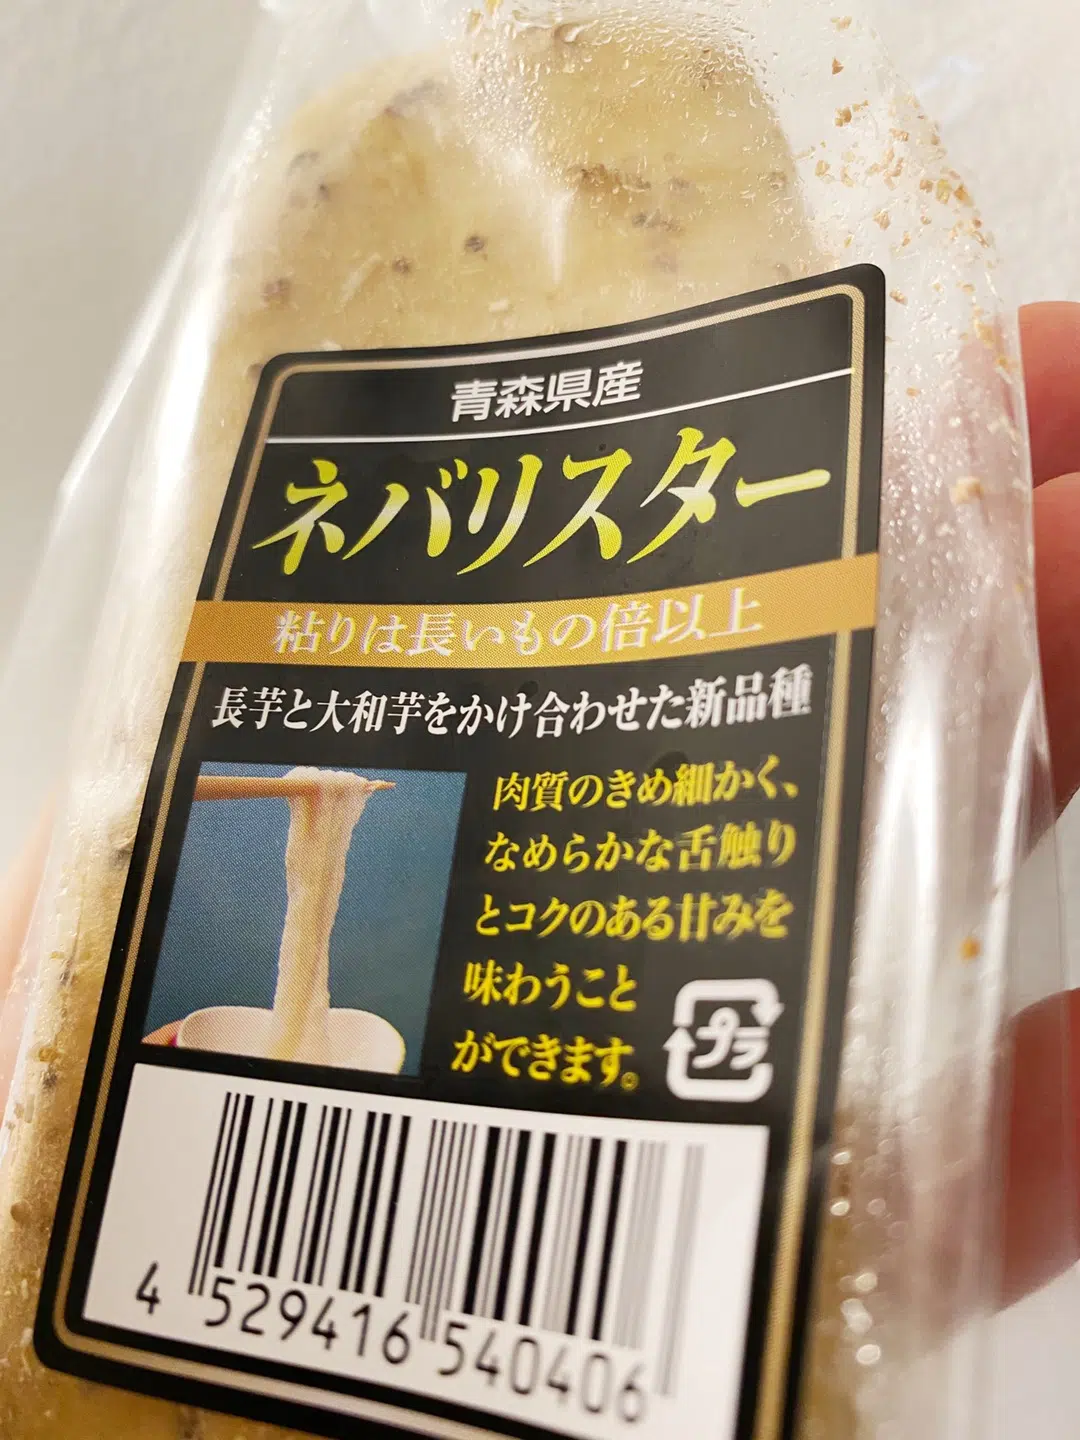 青森県産
ネバリスター
粘りは長いもの倍以上
長芋と大和芋をかけ合わせた新品種
肉質のきめ細かく、
なめらかな舌触り
とコクのある甘みを
味わうこと
ができます。
プラ
4 529416 540406